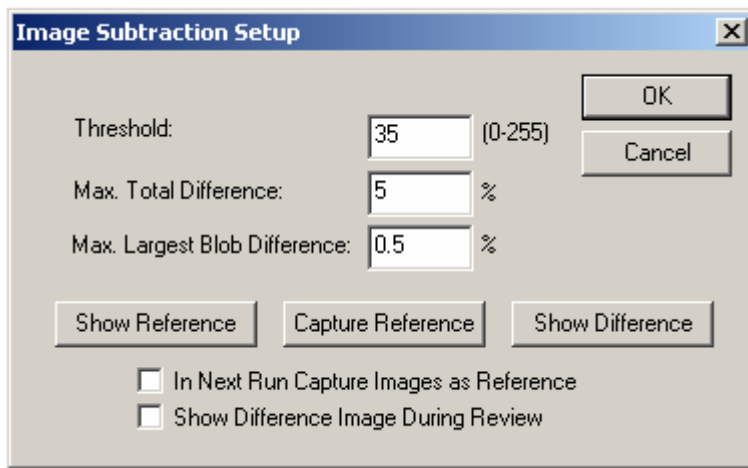 Image Subtraction Setup
OK
Threshold: 35 (0-255)
Cancel
Max. Total Difference: 5 %
Max. Largest Blob Difference: 0.5 %
Show Reference Capture Reference Show Difference
In Next Run Capture Images as Reference
Show Difference Image During Review